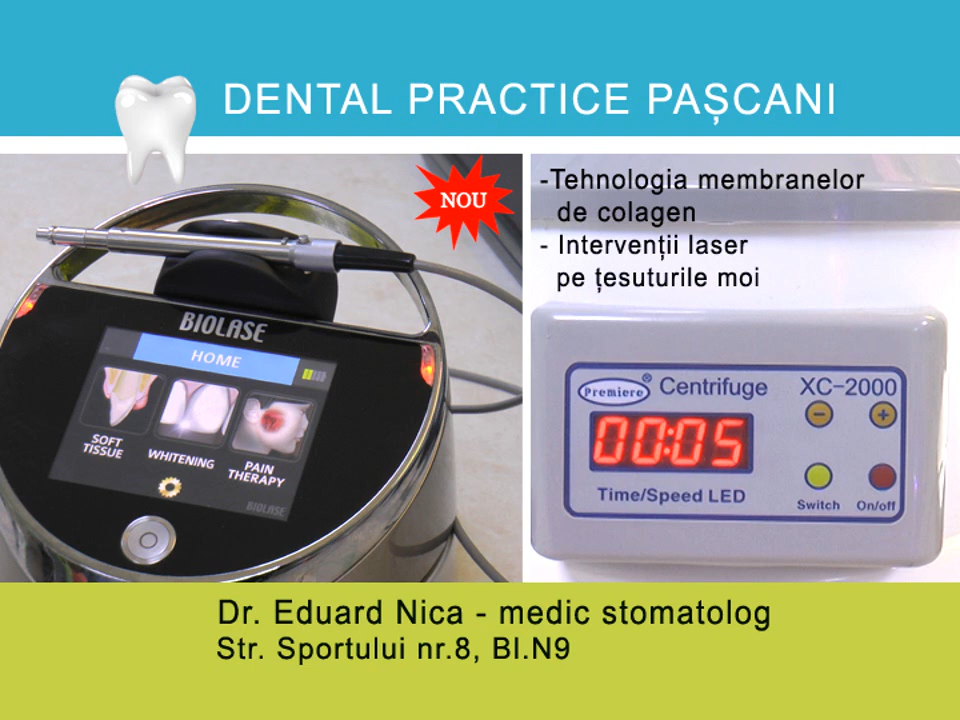 DENTAL PRACTICE PAȘCANI
NOU
-Tehnologia membranelor
de colagen
- Intervenții laser
pe țesuturile moi
BIOLASE
HOME
SOFT
TISSUE
WHITENING
PAIN
THERAPY
BIOLASE
Premiere® Centrifuge XC-2000
00:05
Time/Speed LED
Switch On/off
Dr. Eduard Nica - medic stomatolog
Str. Sportului nr.8, Bl.N9